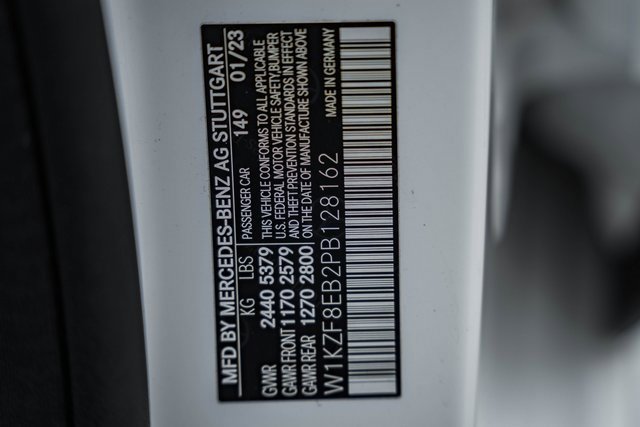 MFD BY MERCEDES-BENZ AG STUTTGART
KG LBS PASSENGER CAR 149 01/23
GVWR 2440 5379 THIS VEHICLE CONFORMS TO ALL APPLICABLE
GAWR FRONT 1170 2579 U.S. FEDERAL MOTOR VEHICLE SAFETY,BUMPER
AND THEFT PREVENTION STANDARDS IN EFFECT
GAWR REAR 1270 2800 ON THE DATE OF MANUFACTURE SHOWN ABOVE
W1KZF8EB2PB128162 MADE IN GERMANY